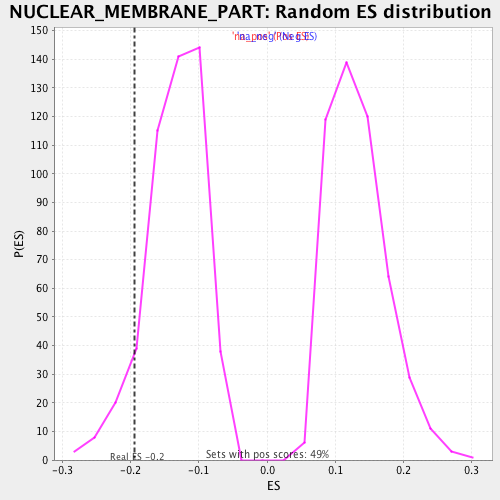 NUCLEAR_MEMBRANE_PART: Random ES distribution
150
140
130
120
110
100
90
80
70
60
50
40
30
20
10
0
P(ES)
Real ES -0.2
Sets with pos scores: 49%
-0.3 -0.2 -0.1 0.0 0.1 0.2 0.3
ES